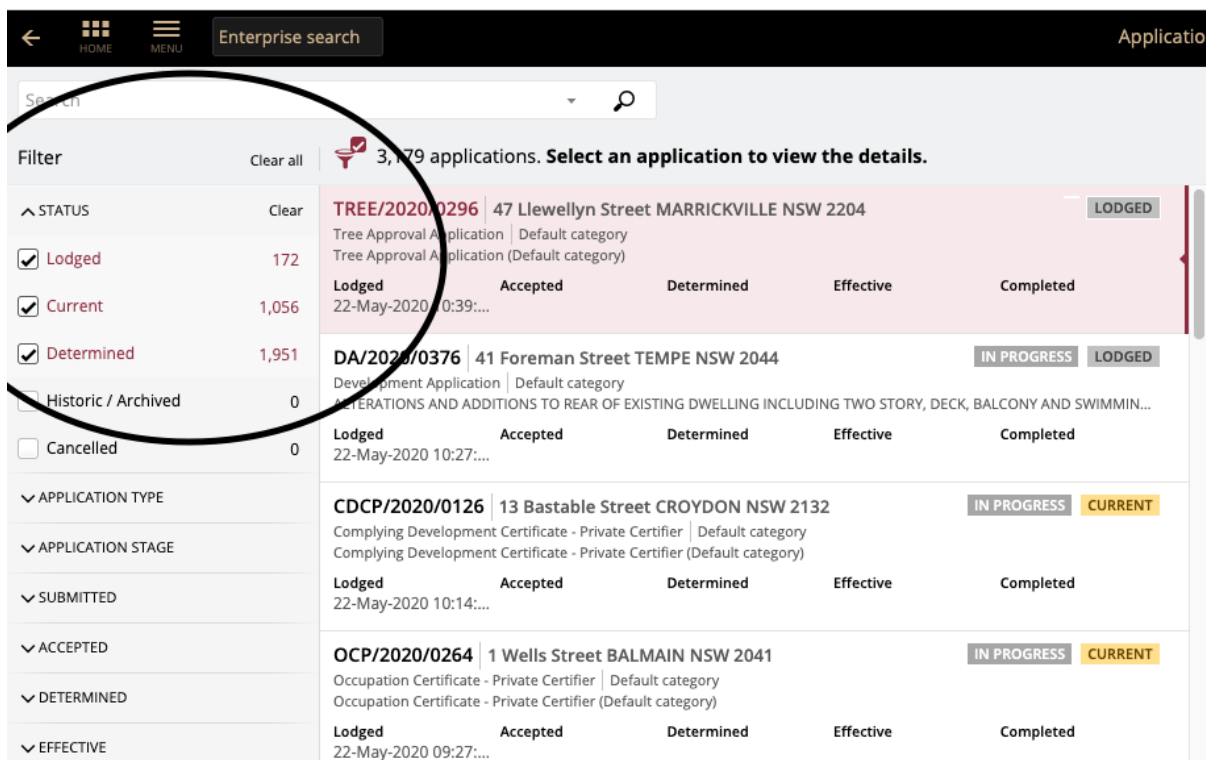 HOME
MENU
Enterprise search
Applicatio
Search
Filter
Clear all
3,179 applications. Select an application to view the details.
STATUS
Clear
Lodged 172
Current 1,056
Determined 1,951
Historic / Archived 0
Cancelled 0
APPLICATION TYPE
APPLICATION STAGE
SUBMITTED
ACCEPTED
DETERMINED
EFFECTIVE
TREE/2020/0296 47 Llewellyn Street MARRICKVILLE NSW 2204 LODGED
Tree Approval Application Default category
Tree Approval Application (Default category)
Lodged Accepted Determined Effective Completed
22-May-2020 10:39:...
DA/2020/0376 41 Foreman Street TEMPE NSW 2044 IN PROGRESS LODGED
Development Application Default category
ALTERATIONS AND ADDITIONS TO REAR OF EXISTING DWELLING INCLUDING TWO STORY, DECK, BALCONY AND SWIMMIN...
Lodged Accepted Determined Effective Completed
22-May-2020 10:27:...
CDCP/2020/0126 13 Bastable Street CROYDON NSW 2132 IN PROGRESS CURRENT
Complying Development Certificate - Private Certifier Default category
Complying Development Certificate - Private Certifier (Default category)
Lodged Accepted Determined Effective Completed
22-May-2020 10:14:...
OCP/2020/0264 1 Wells Street BALMAIN NSW 2041 IN PROGRESS CURRENT
Occupation Certificate - Private Certifier Default category
Occupation Certificate - Private Certifier (Default category)
Lodged Accepted Determined Effective Completed
22-May-2020 09:27:...